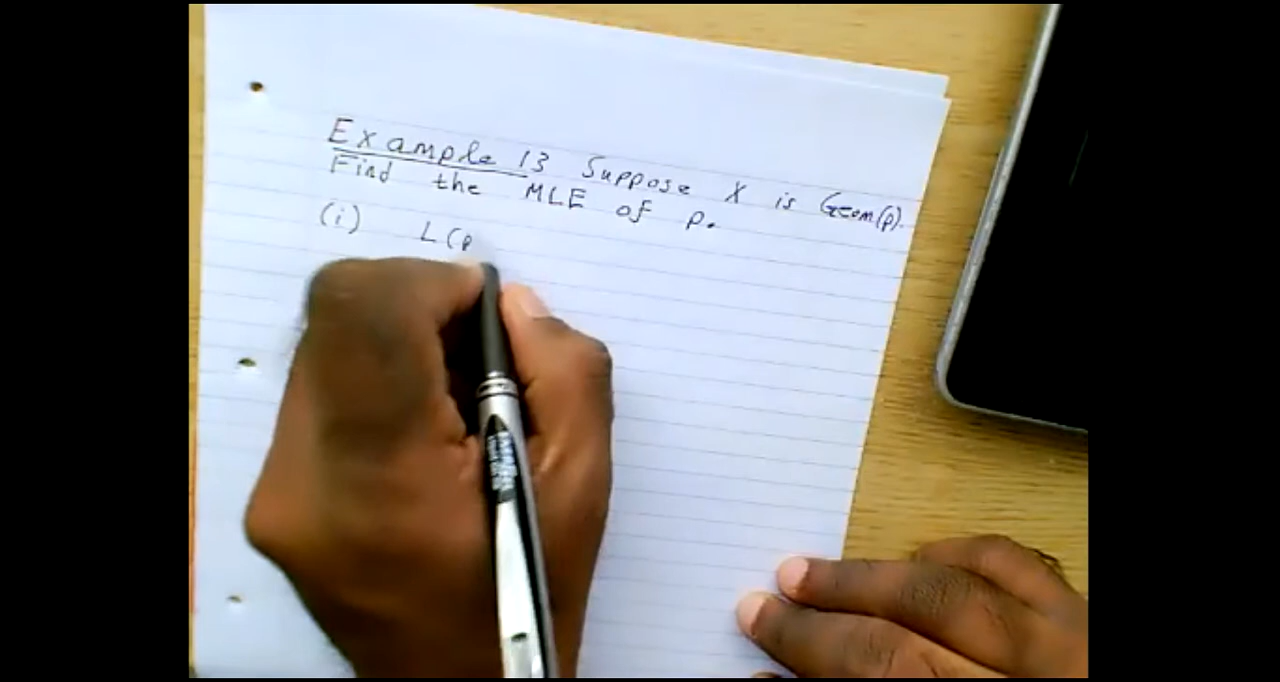 Example 13 Suppose X is Geom(p).
Find the MLE of p.
(i) L(p